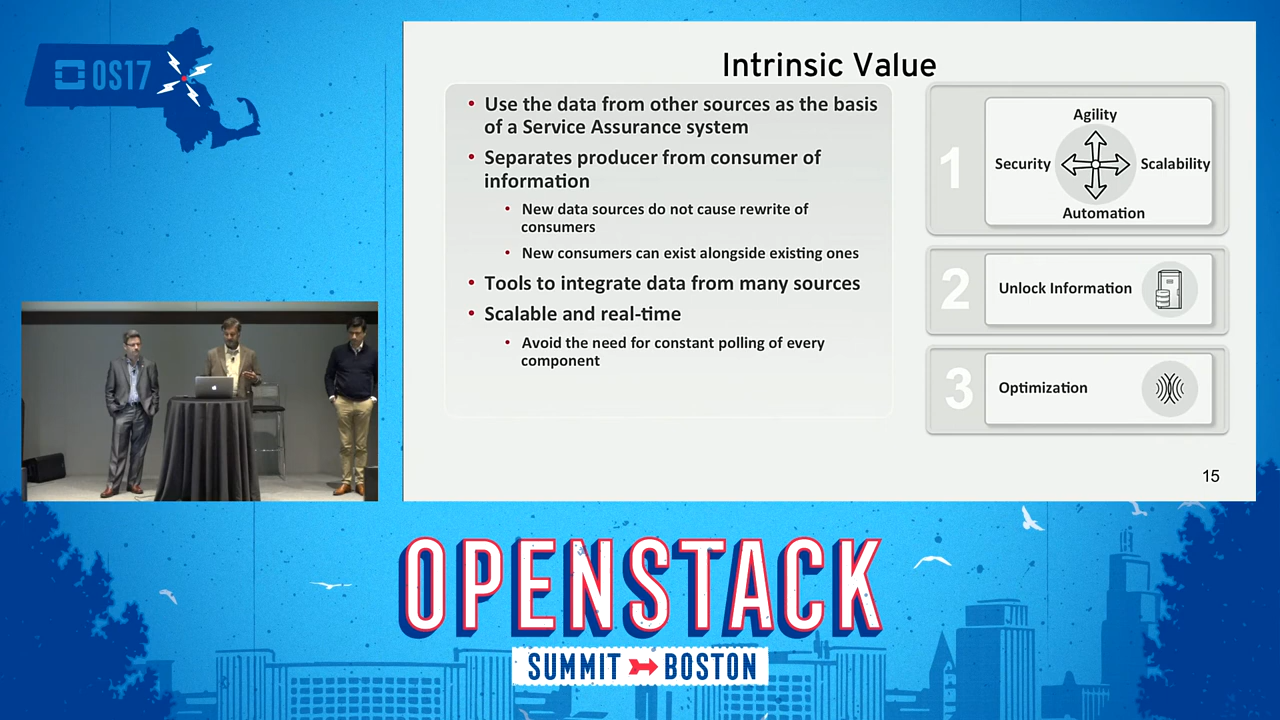 OS17
Intrinsic Value
• Use the data from other sources as the basis
of a Service Assurance system
• Separates producer from consumer of
information
• New data sources do not cause rewrite of
consumers
• New consumers can exist alongside existing ones
• Tools to integrate data from many sources
• Scalable and real-time
• Avoid the need for constant polling of every
component
1
Agility
Security
Scalability
Automation
2
Unlock Information
3
Optimization
15
OPENSTACK
SUMMIT BOSTON